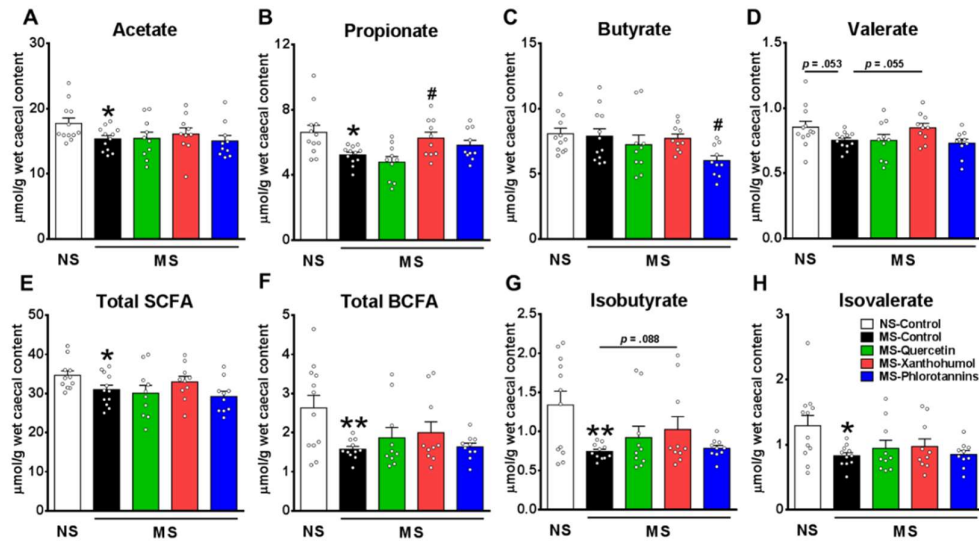 A
Acetate
μmol/g wet caecal content
30
20
10
0
*
NS
MS
B
Propionate
μmol/g wet caecal content
6
4
2
0
*
#
NS
MS
C
Butyrate
μmol/g wet caecal content
15
10
5
0
#
NS
MS
D
Valerate
μmol/g wet caecal content
1.5
1.0
0.5
0.0
p = .053
p = .055
NS
MS
E
Total SCFA
μmol/g wet caecal content
50
40
30
20
10
0
*
NS
MS
F
Total BCFA
μmol/g wet caecal content
5
4
3
2
1
0
**
NS
MS
G
Isobutyrate
μmol/g wet caecal content
2.5
2.0
1.5
1.0
0.5
0.0
p = .088
**
NS
MS
H
Isovalerate
μmol/g wet caecal content
3
2
1
0
NS-Control
MS-Control
MS-Quercetin
MS-Xanthohumol
MS-Phlorotannins
*
NS
MS